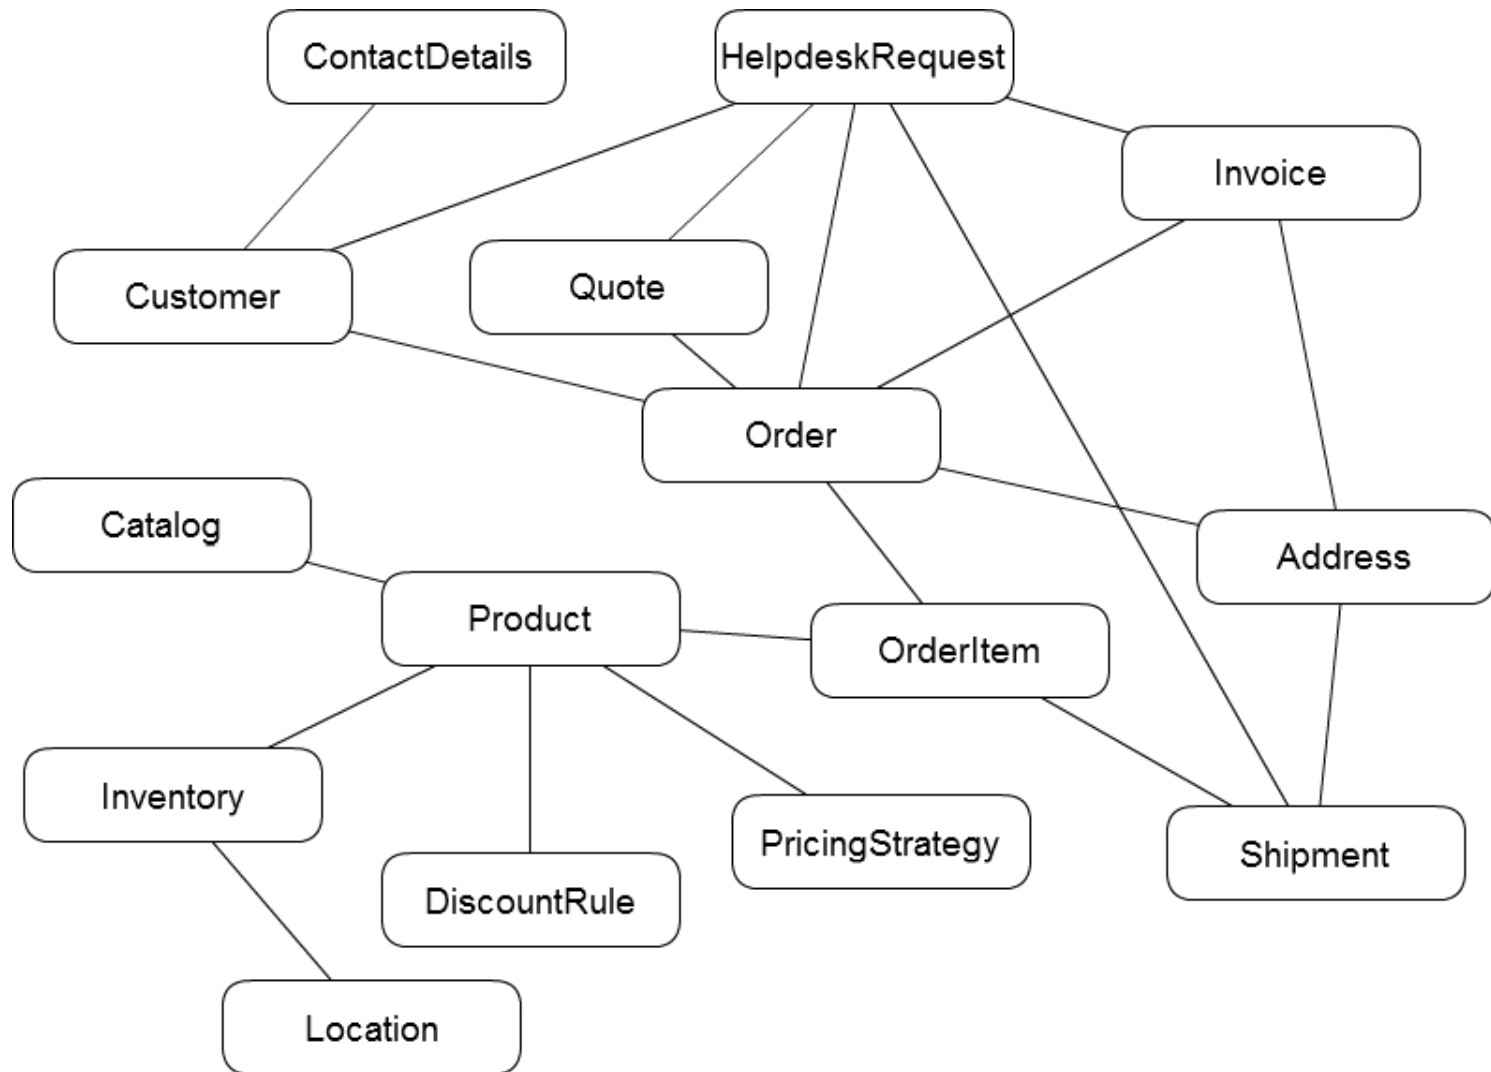 ContactDetails
HelpdeskRequest
Invoice
Customer
Quote
Order
Catalog
Address
Product
OrderItem
Inventory
PricingStrategy
Shipment
DiscountRule
Location